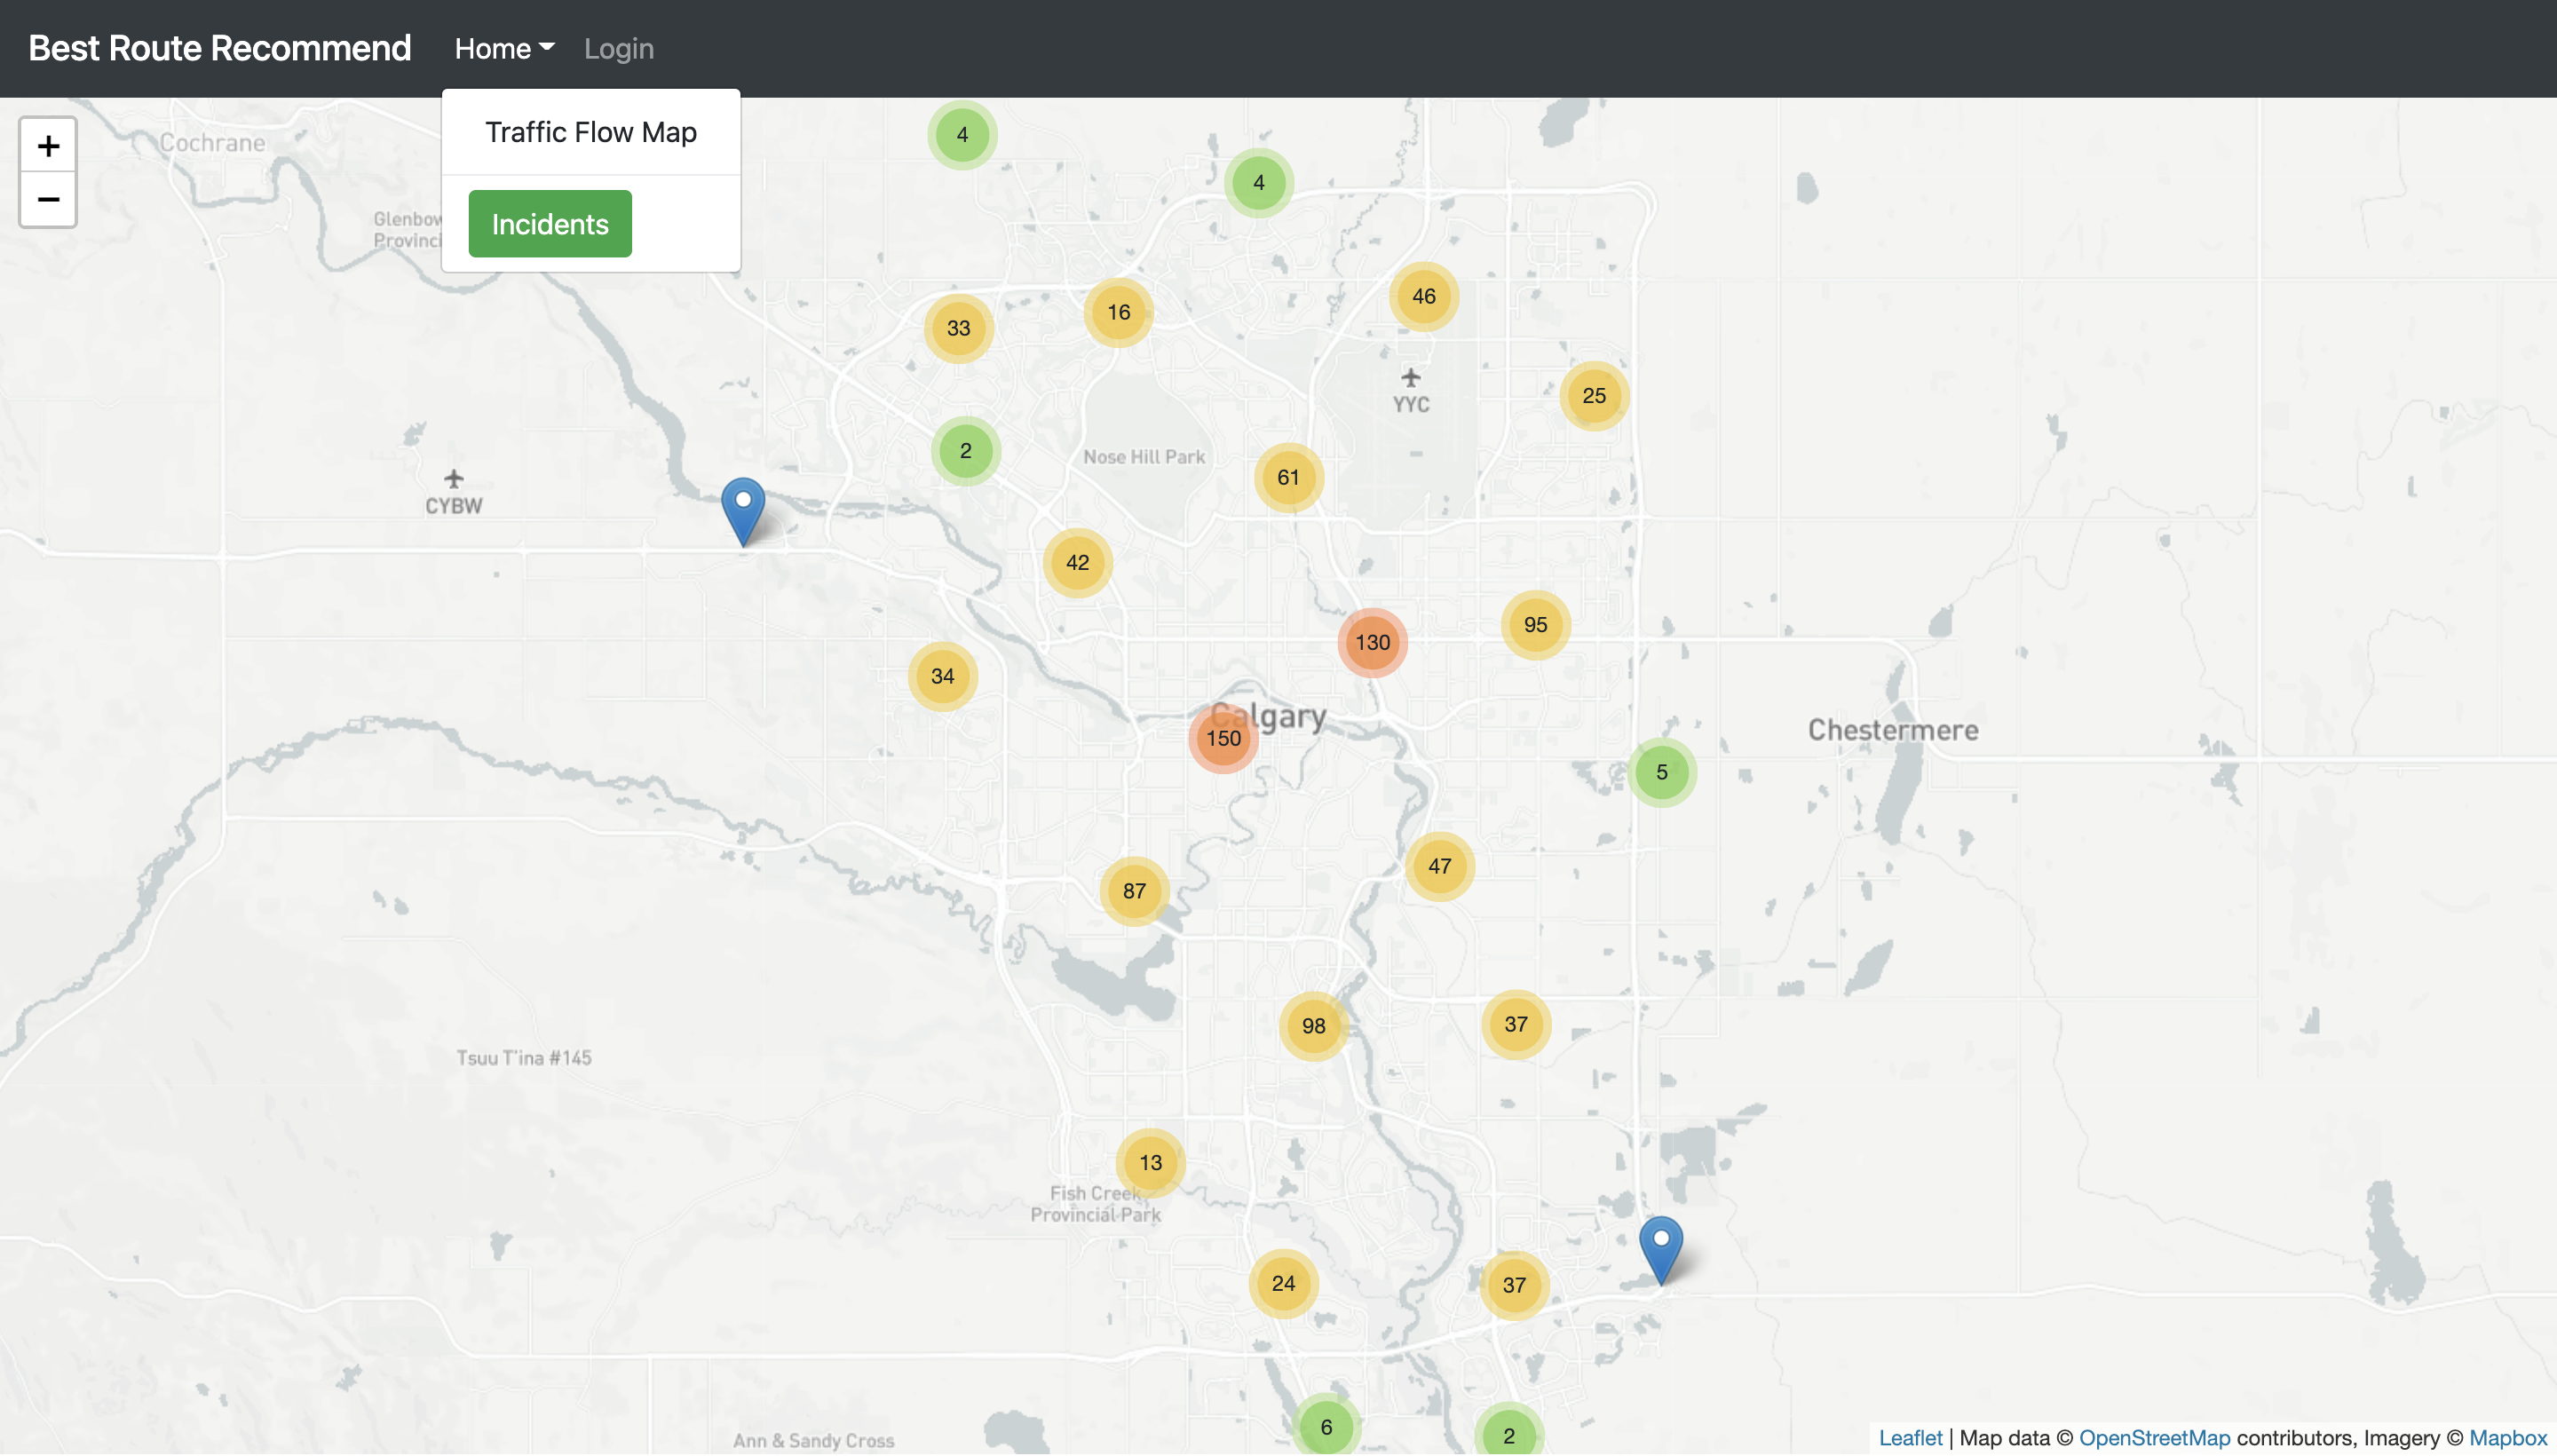 Best Route Recommend Home Login
Traffic Flow Map
Incidents
+
−
Cochrane
4
4
Glenbow
Provinci
46
16
33
YYC
25
2
Nose Hill Park
61
CYBW
42
95
130
34
Calgary
150
Chestermere
5
47
87
98
37
Tsuu T'ina #145
13
Fish Creek
Provincial Park
24
37
6
2
Ann & Sandy Cross
Leaflet | Map data © OpenStreetMap contributors, Imagery © Mapbox